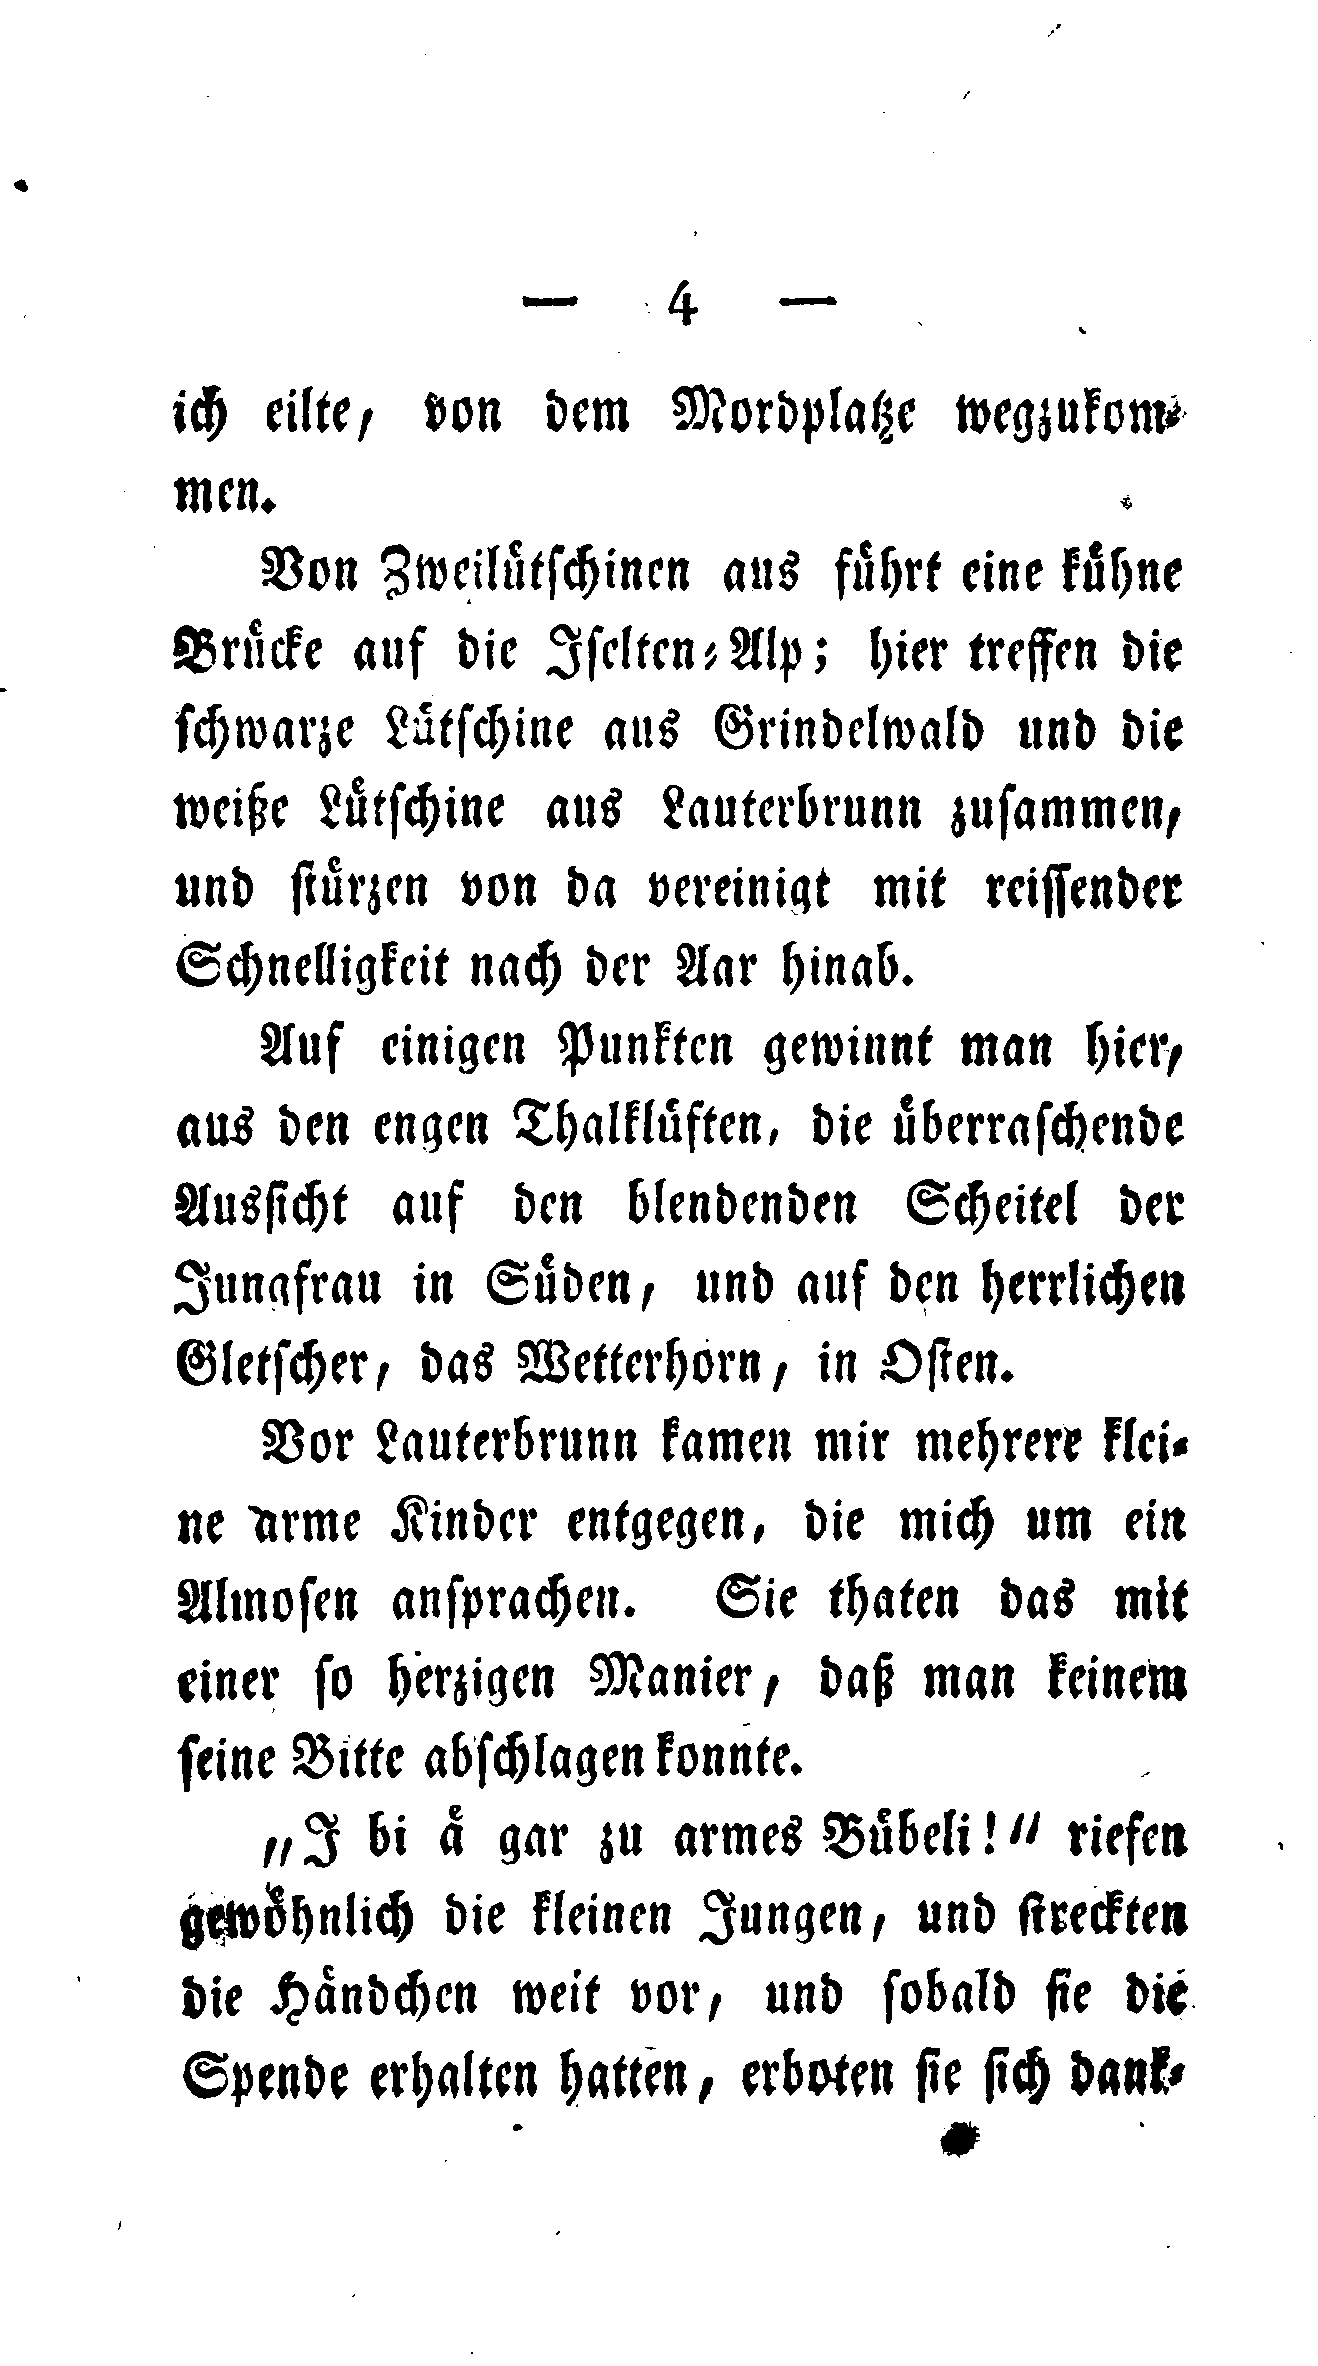 — 4 —
ich eilte, von dem Mordplatze wegzukom-
men.
Von Zweilütschinen aus führt eine kühne
Brücke auf die Iselten-Alp; hier treffen die
schwarze Lütschine aus Grindelwald und die
weiße Lütschine aus Lauterbrunn zusammen,
und stürzen von da vereinigt mit reissender
Schnelligkeit nach der Aar hinab.
Auf einigen Punkten gewinnt man hier,
aus den engen Thalklüften, die überraschende
Aussicht auf den blendenden Scheitel der
Jungfrau in Süden, und auf den herrlichen
Gletscher, das Wetterhorn, in Osten.
Vor Lauterbrunn kamen mir mehrere klei-
ne arme Kinder entgegen, die mich um ein
Almosen ansprachen. Sie thaten das mit
einer so herzigen Manier, daß man keinem
seine Bitte abschlagen konnte.
„I bi ä gar zu armes Bübeli!“ riefen
gewöhnlich die kleinen Jungen, und streckten
die Händchen weit vor, und sobald sie die
Spende erhalten hatten, erboten sie sich dank-